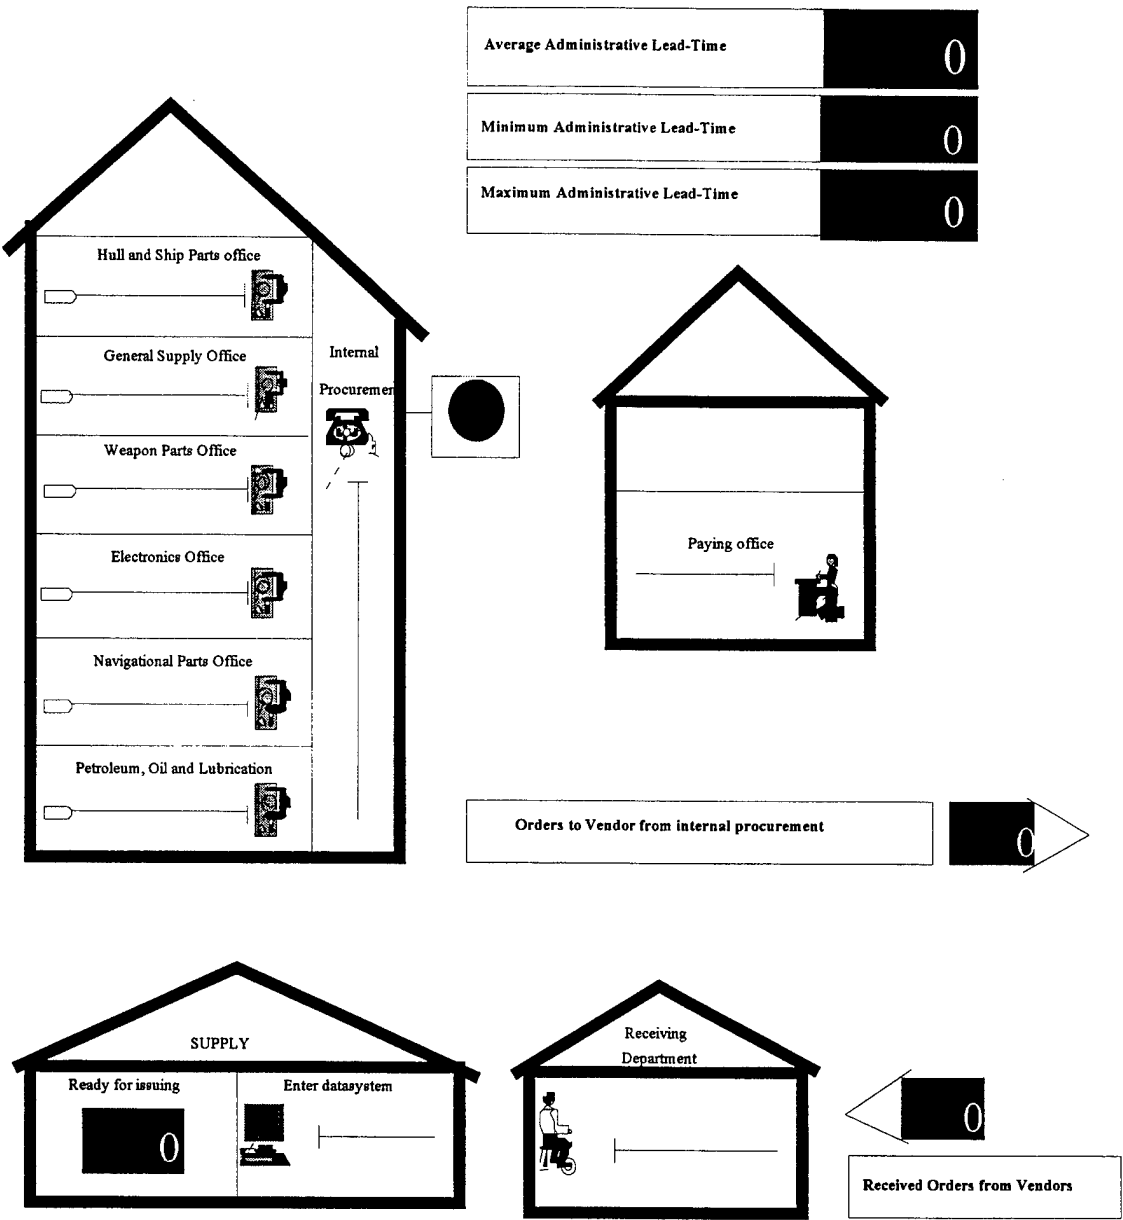 Average Administrative Lead-Time
0
Minimum Administrative Lead-Time
0
Maximum Administrative Lead-Time
0
Hull and Ship Parts office
General Supply Office
Weapon Parts Office
Electronics Office
Navigational Parts Office
Petroleum, Oil and Lubrication
Internal
Procuremen
Paying office
Orders to Vendor from internal procurement
0
SUPPLY
Ready for issuing
0
Enter datasystem
Receiving
Department
0
Received Orders from Vendors